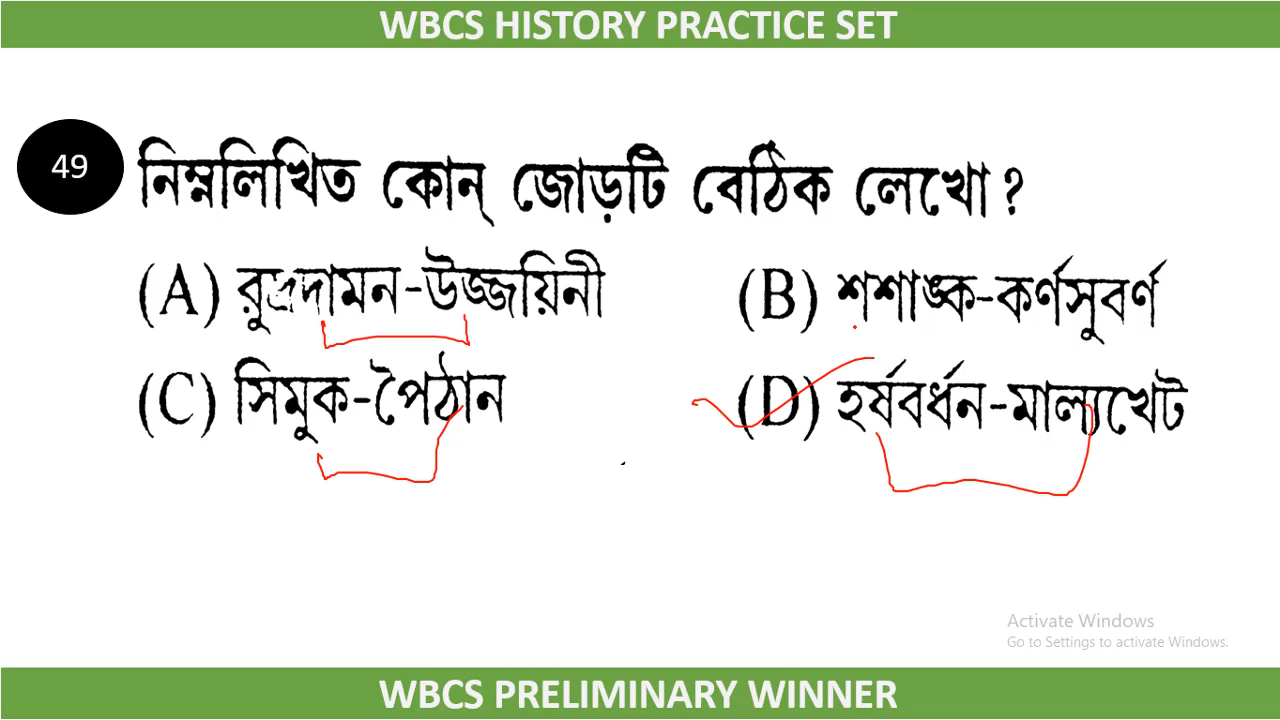 WBCS HISTORY PRACTICE SET
49
নিম্নলিখিত কোন্ জোড়টি বেঠিক লেখো?
(A) রুদ্রদামন-উজ্জয়িনী
(B) শশাঙ্ক-কর্ণসুবর্ণ
(C) সিমুক-পৈঠান
(D) হর্ষবর্ধন-মাল্যখেট
Activate Windows
Go to Settings to activate Windows.
WBCS PRELIMINARY WINNER